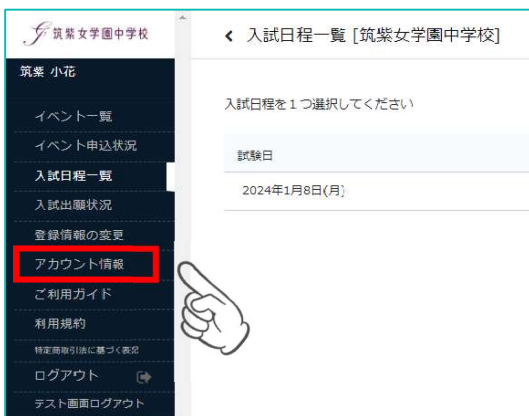 筑紫女学園中学校
筑紫 小花
イベント一覧
イベント申込状況
入試日程一覧
入試出願状況
登録情報の変更
アカウント情報
ご利用ガイド
利用規約
特定商取引法に基づく表記
ログアウト
テスト画面ログアウト
入試日程一覧 [筑紫女学園中学校]
入試日程を1つ選択してください
試験日
2024年1月8日(月)